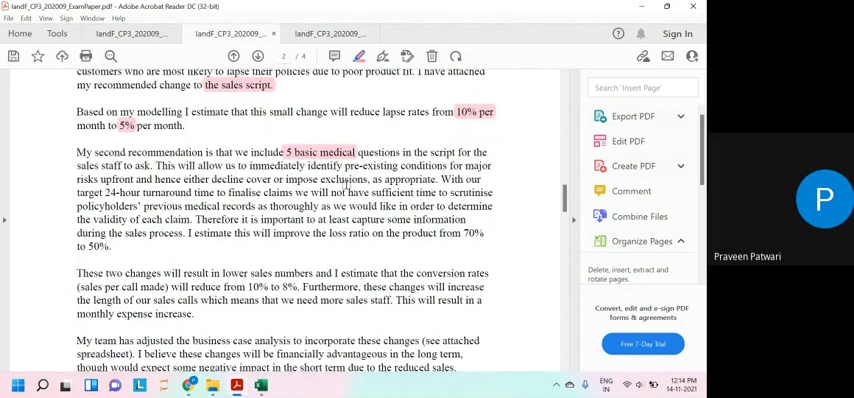 IandF_CP3_202009_ExamPaper.pdf - Adobe Acrobat Reader DC (32-bit)
File Edit View Sign Window Help
Home Tools IandF_CP3_202009_... IandF_CP3_202009_... × IandF_CP3_202009_... Sign In
2 / 4
customers who are most likely to lapse their policies due to poor product fit. I have attached
my recommended change to the sales script.
Based on my modelling I estimate that this small change will reduce lapse rates from 10% per
month to 5% per month.
My second recommendation is that we include 5 basic medical questions in the script for the
sales staff to ask. This will allow us to immediately identify pre-existing conditions for major
risks upfront and hence either decline cover or impose exclusions, as appropriate. With our
target 24-hour turnaround time to finalise claims we will not have sufficient time to scrutinise
policyholders' previous medical records as thoroughly as we would like in order to determine
the validity of each claim. Therefore it is important to at least capture some information
during the sales process. I estimate this will improve the loss ratio on the product from 70%
to 50%.
These two changes will result in lower sales numbers and I estimate that the conversion rates
(sales per call made) will reduce from 10% to 8%. Furthermore, these changes will increase
the length of our sales calls which means that we need more sales staff. This will result in a
monthly expense increase.
My team has adjusted the business case analysis to incorporate these changes (see attached
spreadsheet). I believe these changes will be financially advantageous in the long term,
though would expect some negative impact in the short term due to the reduced sales.
Search 'Insert Page'
Export PDF
Edit PDF
Create PDF
Comment
Combine Files
Organize Pages
Delete, insert, extract and
rotate pages.
Convert, edit and e-sign PDF
forms & agreements
Free 7-Day Trial
P
Praveen Patwari
ENG
IN
12:14 PM
14-11-2021